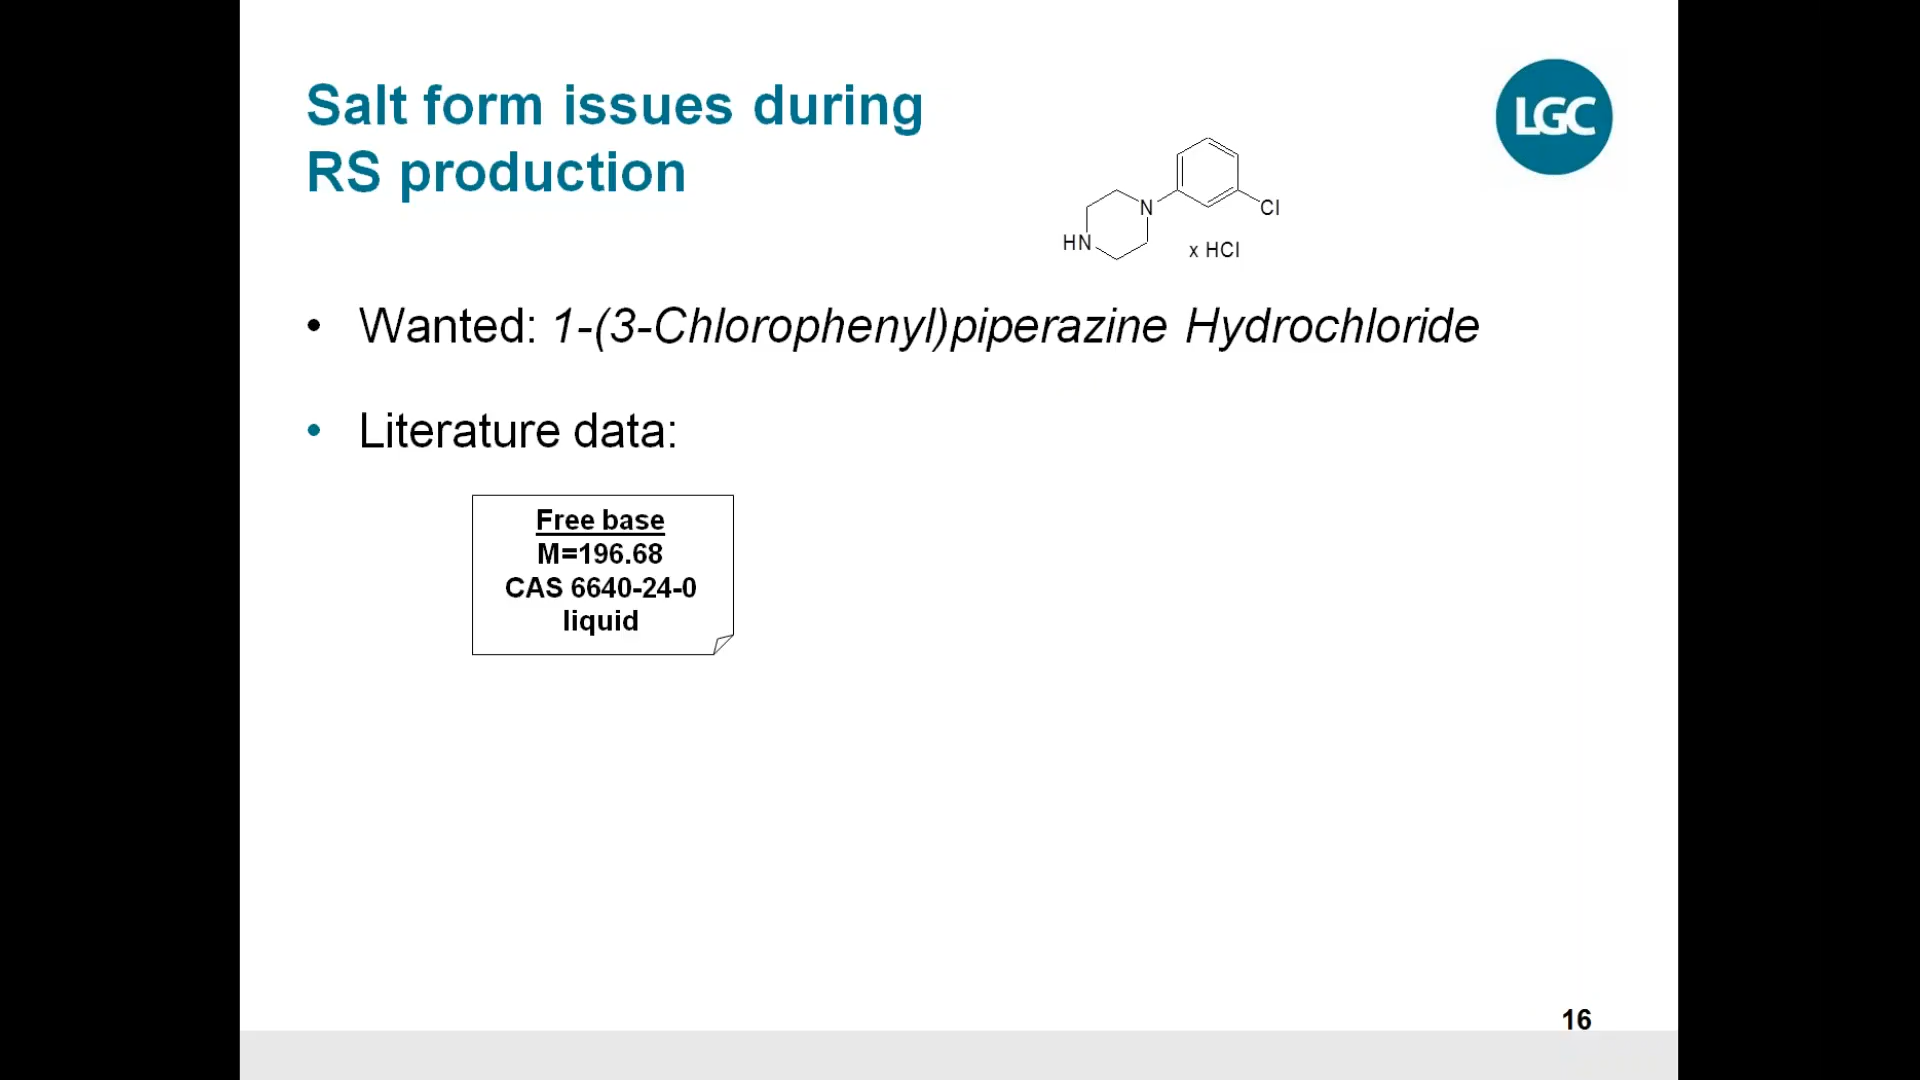 Salt form issues during
RS production
LGC
N
Cl
HN
x HCl
• Wanted: 1-(3-Chlorophenyl)piperazine Hydrochloride
• Literature data:
Free base
M=196.68
CAS 6640-24-0
liquid
16